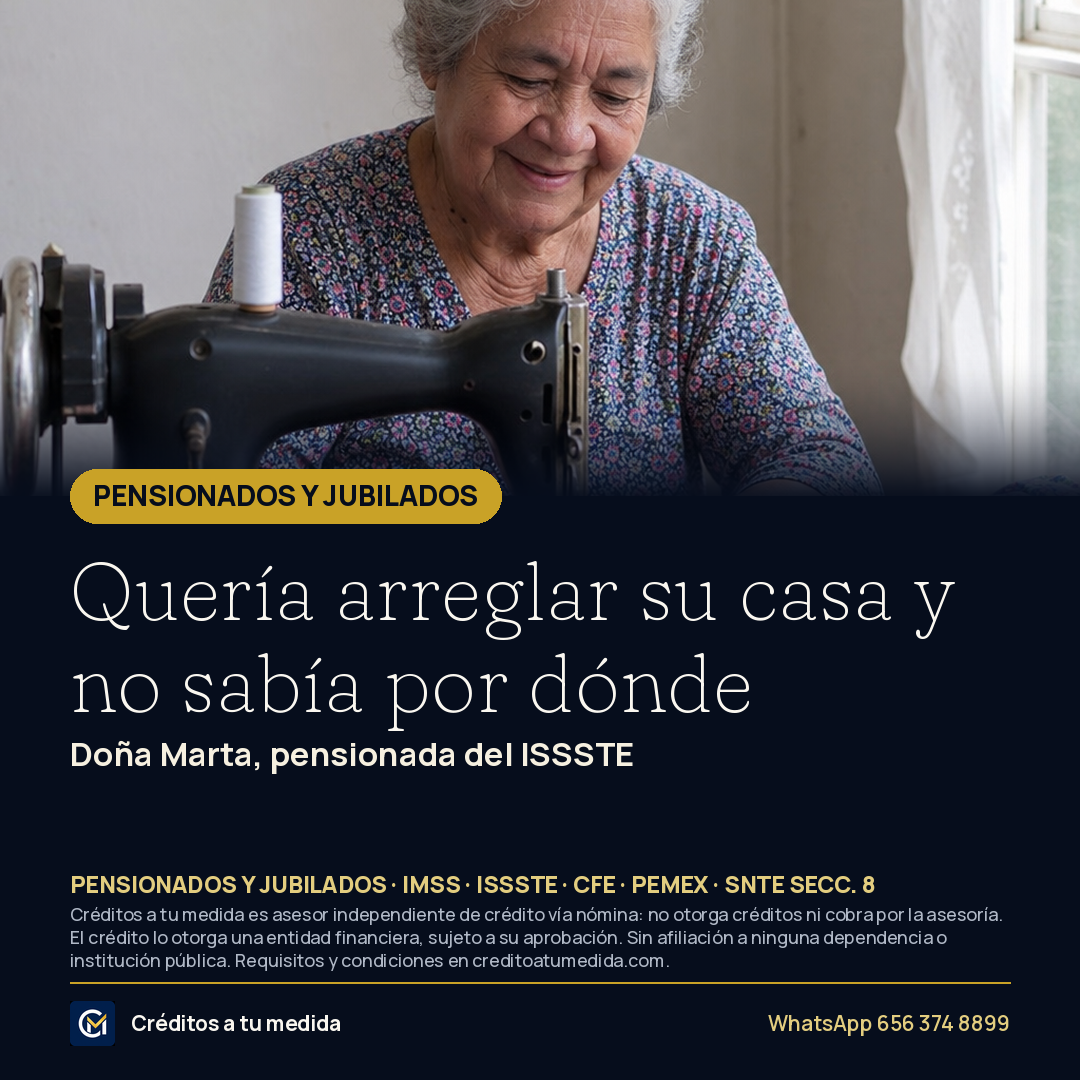 PENSIONADOS Y JUBILADOS
Quería arreglar su casa y
no sabía por dónde
Doña Marta, pensionada del ISSSTE
PENSIONADOS Y JUBILADOS · IMSS · ISSSTE · CFE · PEMEX · SNTE SECC. 8
Créditos a tu medida es asesor independiente de crédito vía nómina: no otorga créditos ni cobra por la asesoría.
El crédito lo otorga una entidad financiera, sujeto a su aprobación. Sin afiliación a ninguna dependencia o
institución pública. Requisitos y condiciones en creditoatumedida.com.
Créditos a tu medida
WhatsApp 656 374 8899